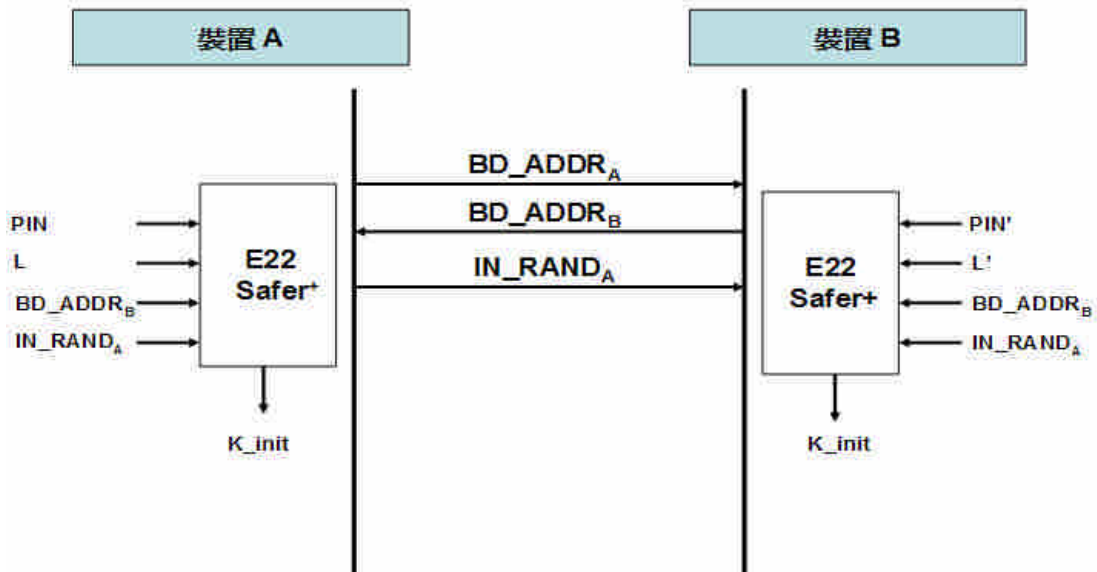 裝置 A
裝置 B
BD_ADDRA
BD_ADDRB
IN_RANDA
PIN
L
BD_ADDRB
IN_RANDA
E22
Safer+
K_init
E22
Safer+
PIN'
L'
BD_ADDRB
IN_RANDA
K_init